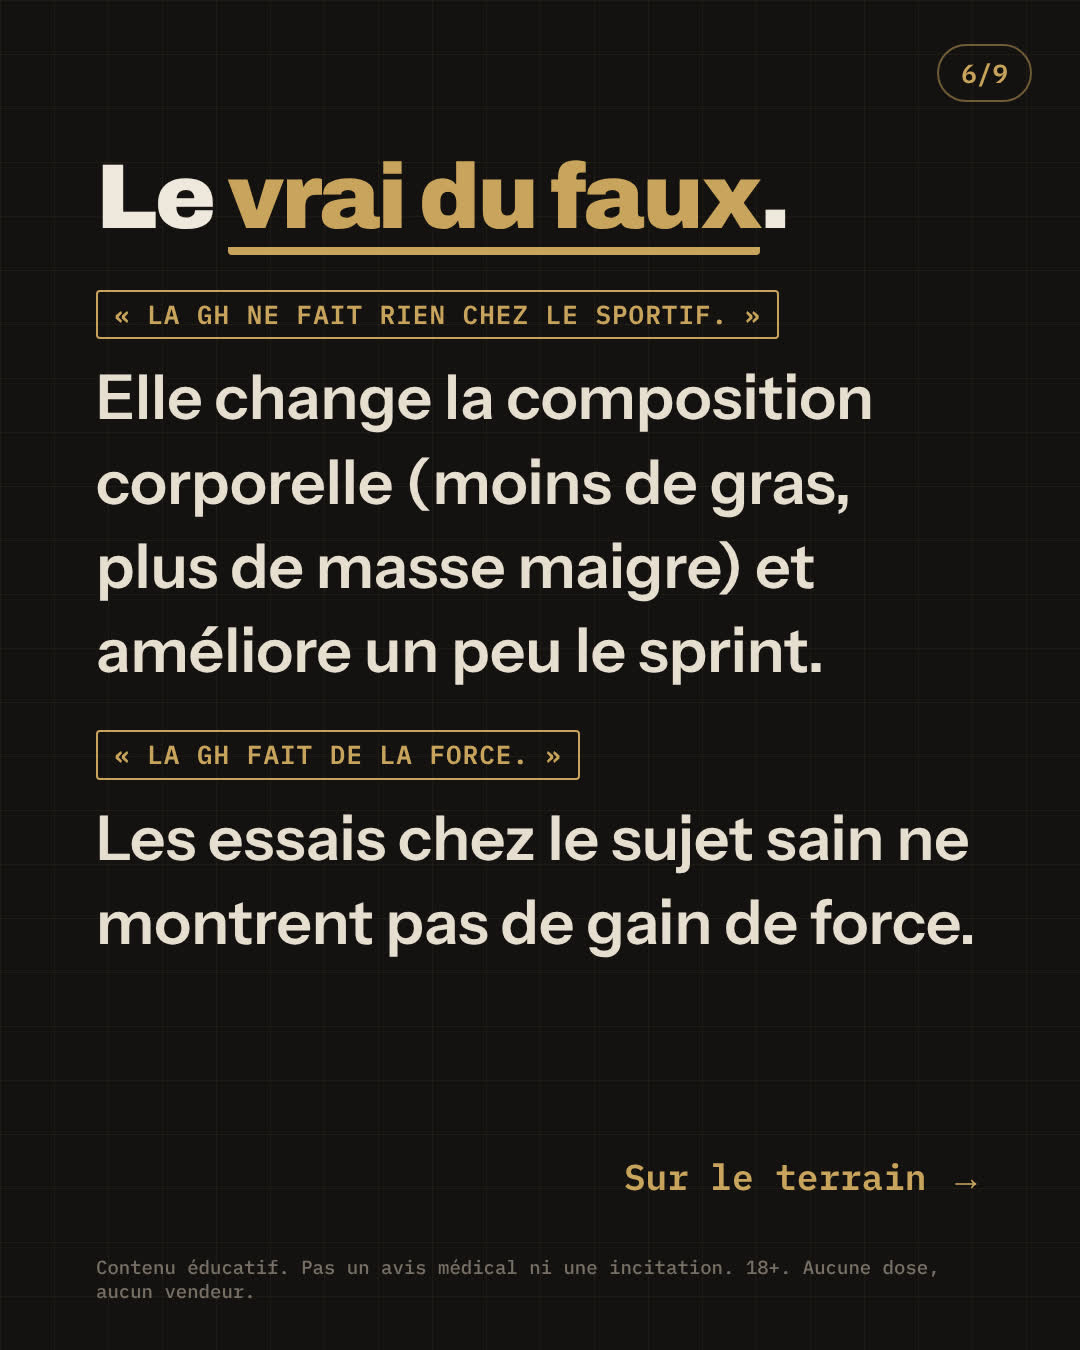 6/9
Le vrai du faux.
« LA GH NE FAIT RIEN CHEZ LE SPORTIF. »
Elle change la composition
corporelle (moins de gras,
plus de masse maigre) et
améliore un peu le sprint.
« LA GH FAIT DE LA FORCE. »
Les essais chez le sujet sain ne
montrent pas de gain de force.
Sur le terrain →
Contenu éducatif. Pas un avis médical ni une incitation. 18+. Aucune dose,
aucun vendeur.